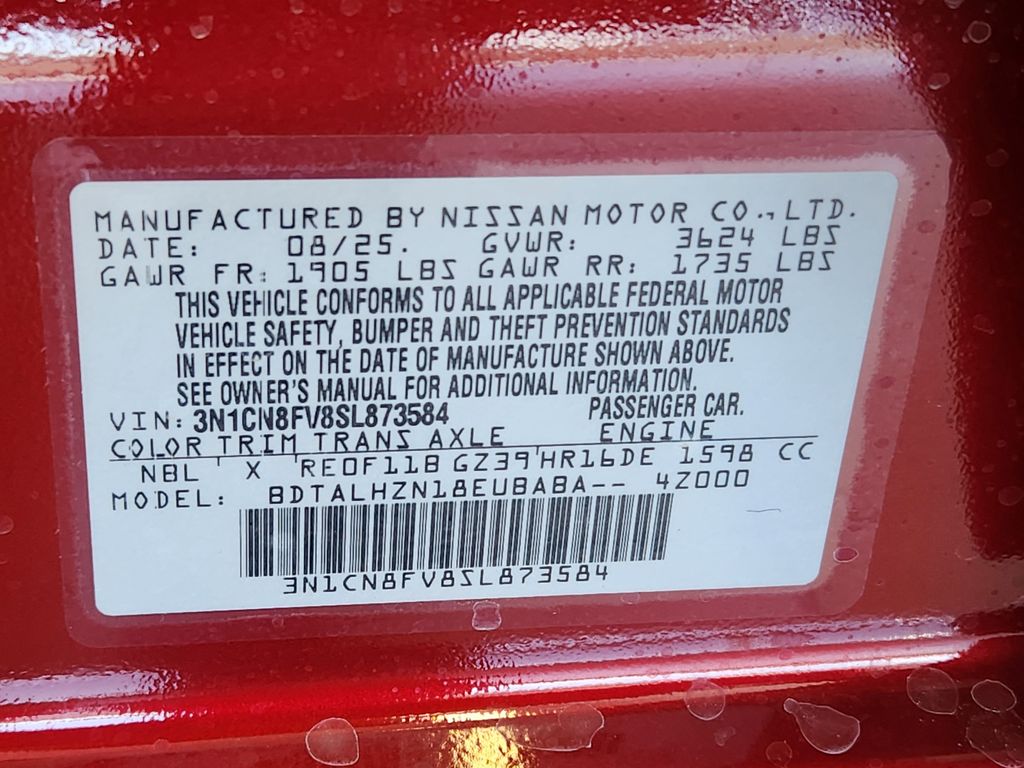 MANUFACTURED BY NISSAN MOTOR CO., LTD.
DATE: 08/25. GVWR: 3624 LBS
GAWR FR: 1905 LBS GAWR RR: 1735 LBS
THIS VEHICLE CONFORMS TO ALL APPLICABLE FEDERAL MOTOR
VEHICLE SAFETY, BUMPER AND THEFT PREVENTION STANDARDS
IN EFFECT ON THE DATE OF MANUFACTURE SHOWN ABOVE.
SEE OWNER'S MANUAL FOR ADDITIONAL INFORMATION.
VIN: 3N1CN8FV8SL873584 PASSENGER CAR.
COLOR TRIM TRANS AXLE ENGINE
NBL X RE0F11B GZ39 HR16DE 1598 CC
MODEL: BDTALHZN18EUBABA-- 4Z000
3N1CN8FV8SL873584